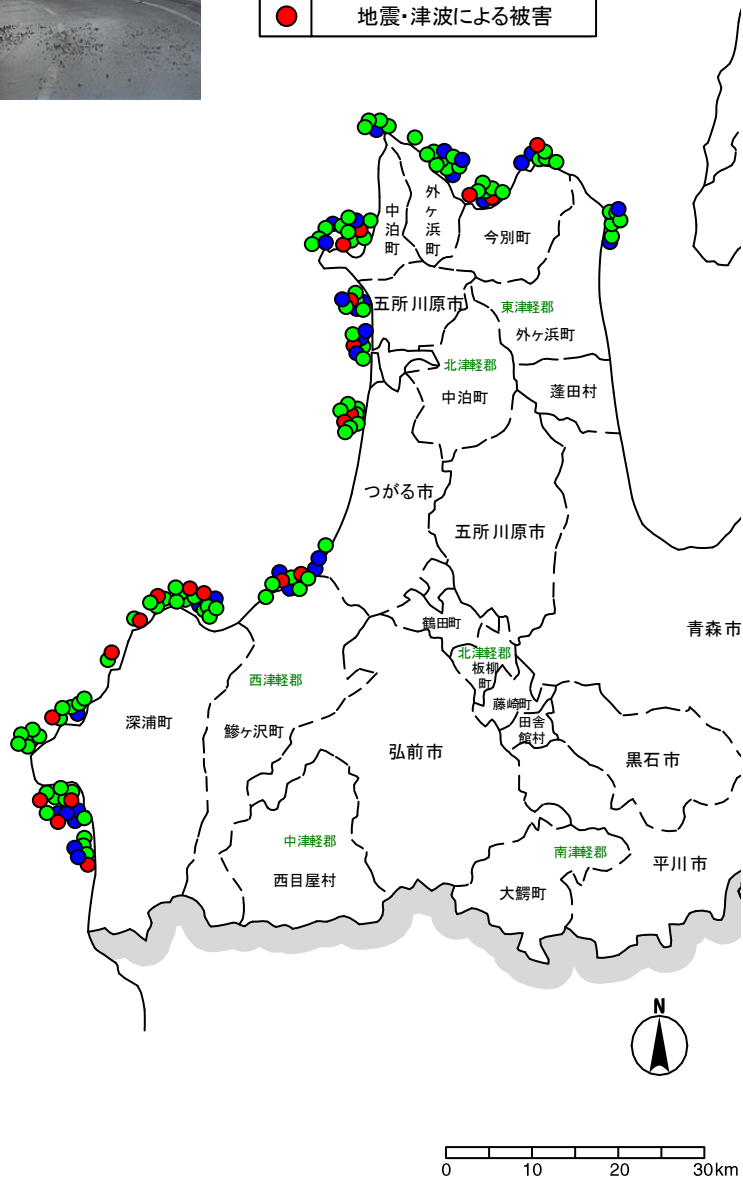 地震・津波による被害
中泊町
外ヶ浜町
今別町
五所川原市
東津軽郡
外ヶ浜町
北津軽郡
中泊町
蓬田村
つがる市
五所川原市
鶴田町
青森市
北津軽郡
板柳
町
西津軽郡
藤崎町
深浦町
鰺ヶ沢町
田舎
館村
弘前市
黒石市
中津軽郡
南津軽郡
平川市
西目屋村
大鰐町
N
0 10 20 30km